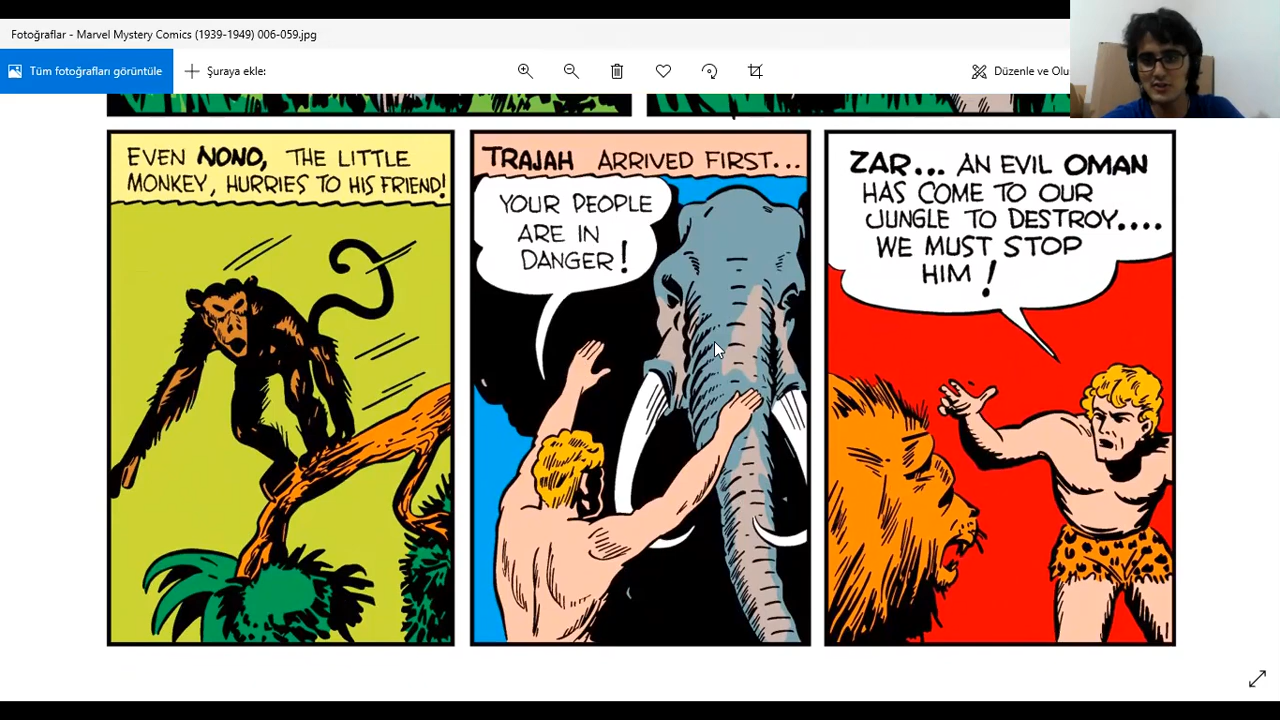 Fotoğraflar - Marvel Mystery Comics (1939-1949) 006-059.jpg
Tüm fotoğrafları görüntüle
Şuraya ekle:
Düzenle ve Olu
EVEN NONO, THE LITTLE
MONKEY, HURRIES TO HIS FRIEND!
TRAJAH ARRIVED FIRST...
YOUR PEOPLE
ARE IN
DANGER!
ZAR... AN EVIL OMAN
HAS COME TO OUR
JUNGLE TO DESTROY....
WE MUST STOP
HIM!